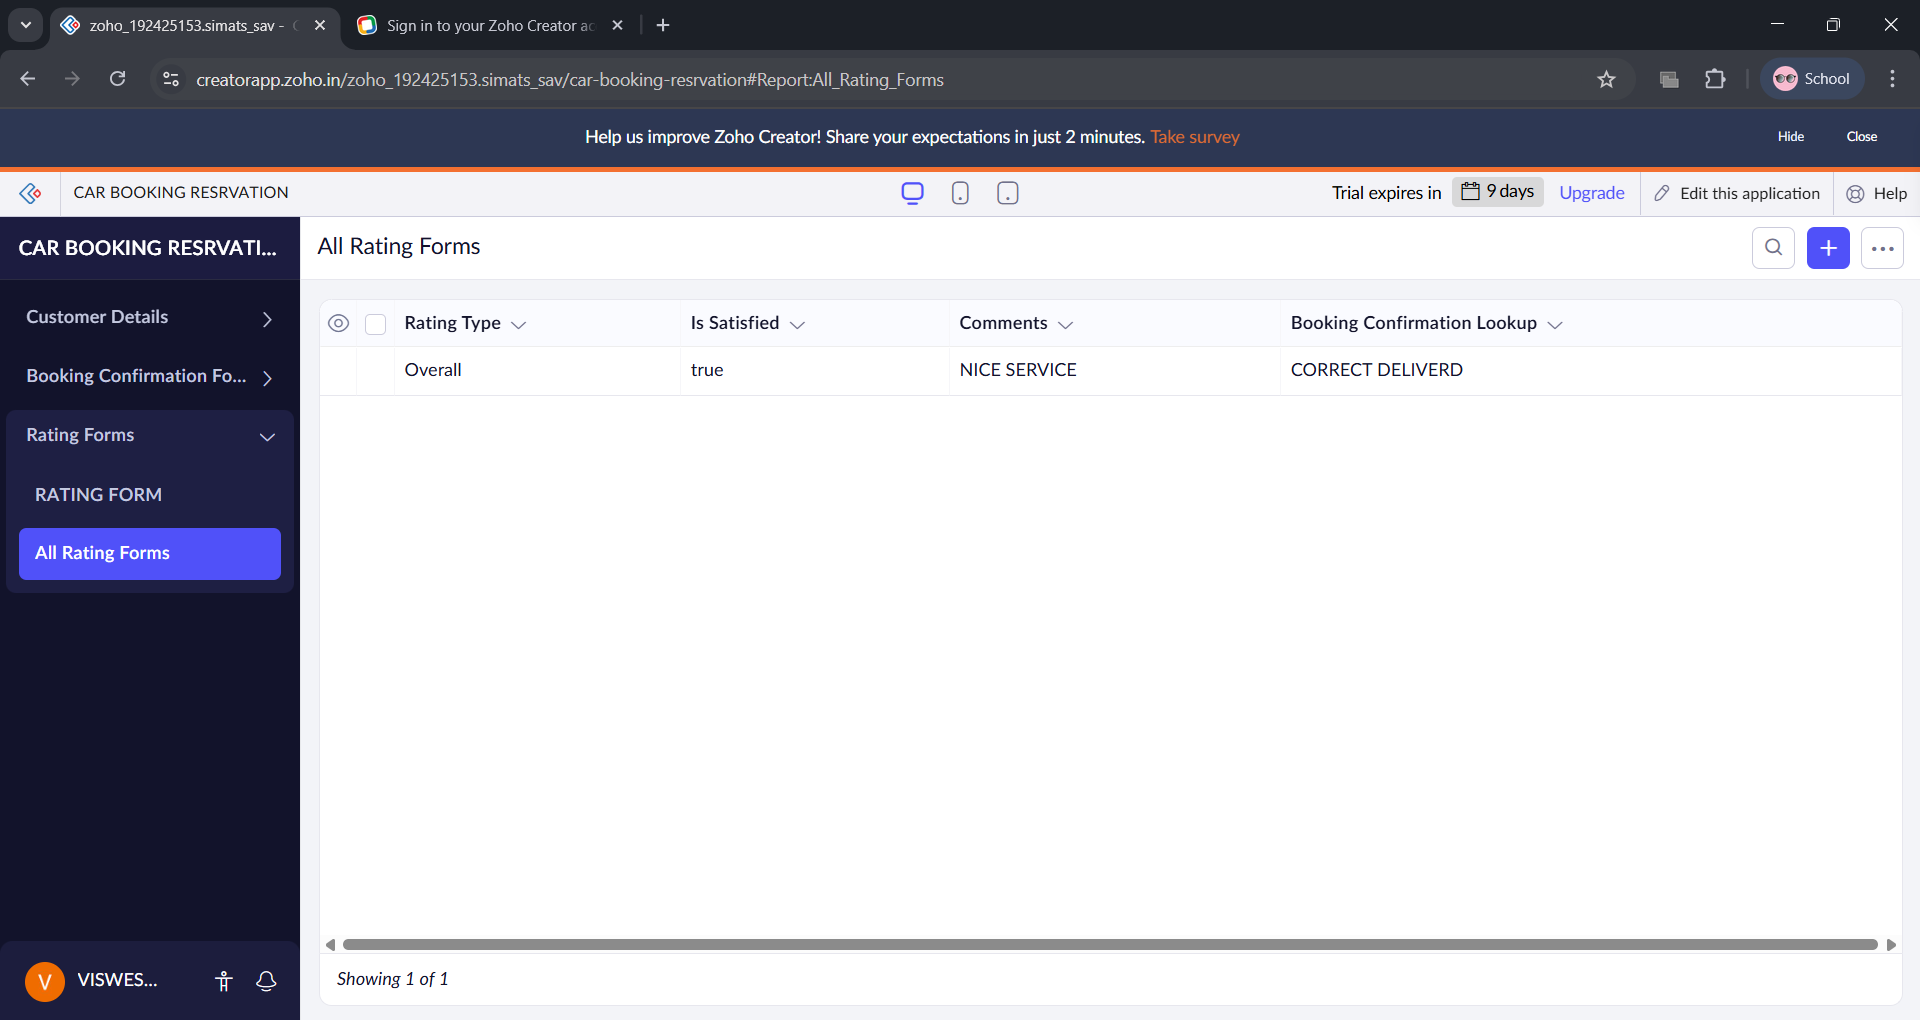 zoho_192425153.simats_sav -
Sign in to your Zoho Creator ac
creatorapp.zoho.in/zoho_192425153.simats_sav/car-booking-resrvation#Report:All_Rating_Forms
School
Help us improve Zoho Creator! Share your expectations in just 2 minutes. Take survey
Hide
Close
CAR BOOKING RESRVATION
Trial expires in
9 days
Upgrade
Edit this application
Help
CAR BOOKING RESRVATI...
All Rating Forms
Customer Details
Booking Confirmation Fo...
Rating Forms
RATING FORM
All Rating Forms
Rating Type
Is Satisfied
Comments
Booking Confirmation Lookup
Overall
true
NICE SERVICE
CORRECT DELIVERD
Showing 1 of 1
V
VISWES...